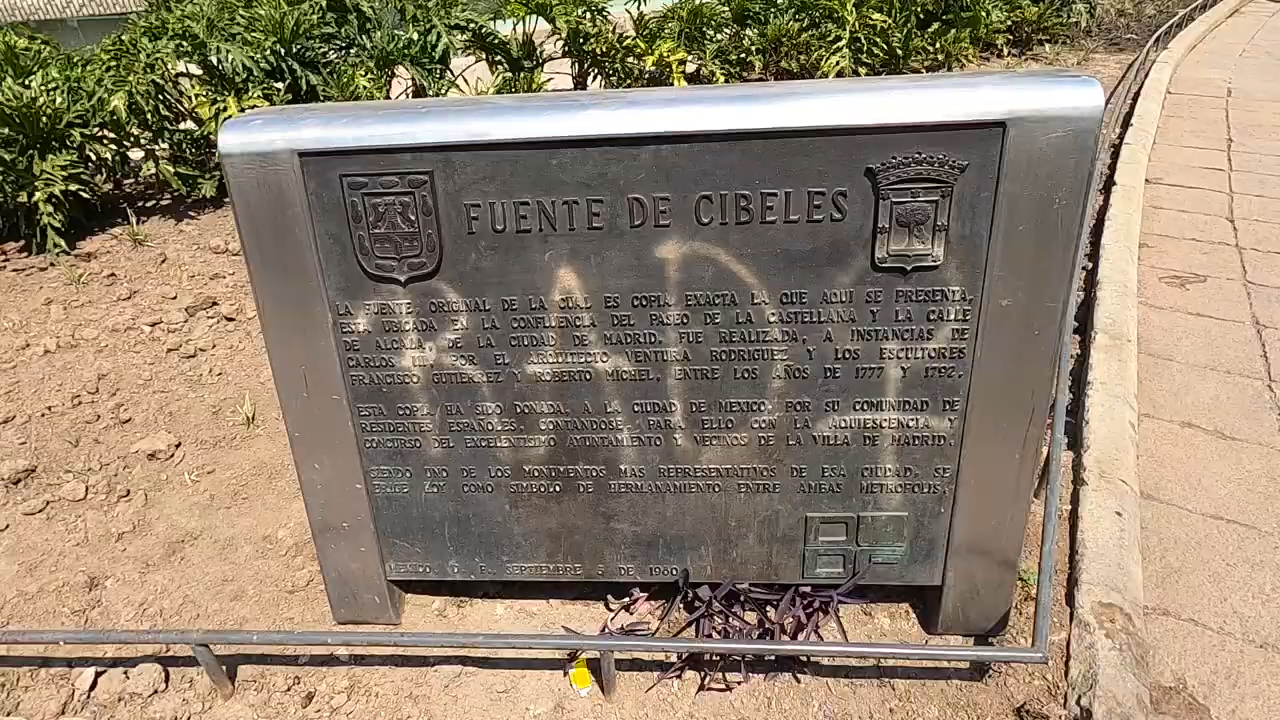 FUENTE DE CIBELES
LA FUENTE, ORIGINAL DE LA CUAL ES COPIA EXACTA LA QUE AQUI SE PRESENTA,
ESTA UBICADA EN LA CONFLUENCIA DEL PASEO DE LA CASTELLANA Y LA CALLE
DE ALCALA, DE LA CIUDAD DE MADRID. FUE REALIZADA, A INSTANCIAS DE
CARLOS III, POR EL ARQUITECTO VENTURA RODRIGUEZ Y LOS ESCULTORES
FRANCISCO GUTIERREZ Y ROBERTO MICHEL, ENTRE LOS AÑOS DE 1777 Y 1792.
ESTA COPIA HA SIDO DONADA, A LA CIUDAD DE MEXICO, POR SU COMUNIDAD DE
RESIDENTES ESPAÑOLES, CONTANDOSE, PARA ELLO CON LA AQUIESCENCIA Y
CONCURSO DEL EXCELENTISIMO AYUNTAMIENTO Y VECINOS DE LA VILLA DE MADRID.
SIENDO UNO DE LOS MONUMENTOS MAS REPRESENTATIVOS DE ESA CIUDAD, SE
ERIGE HOY COMO SIMBOLO DE HERMANAMIENTO ENTRE AMBAS METROPOLIS.
MEXICO, D. F., SEPTIEMBRE 5 DE 1980